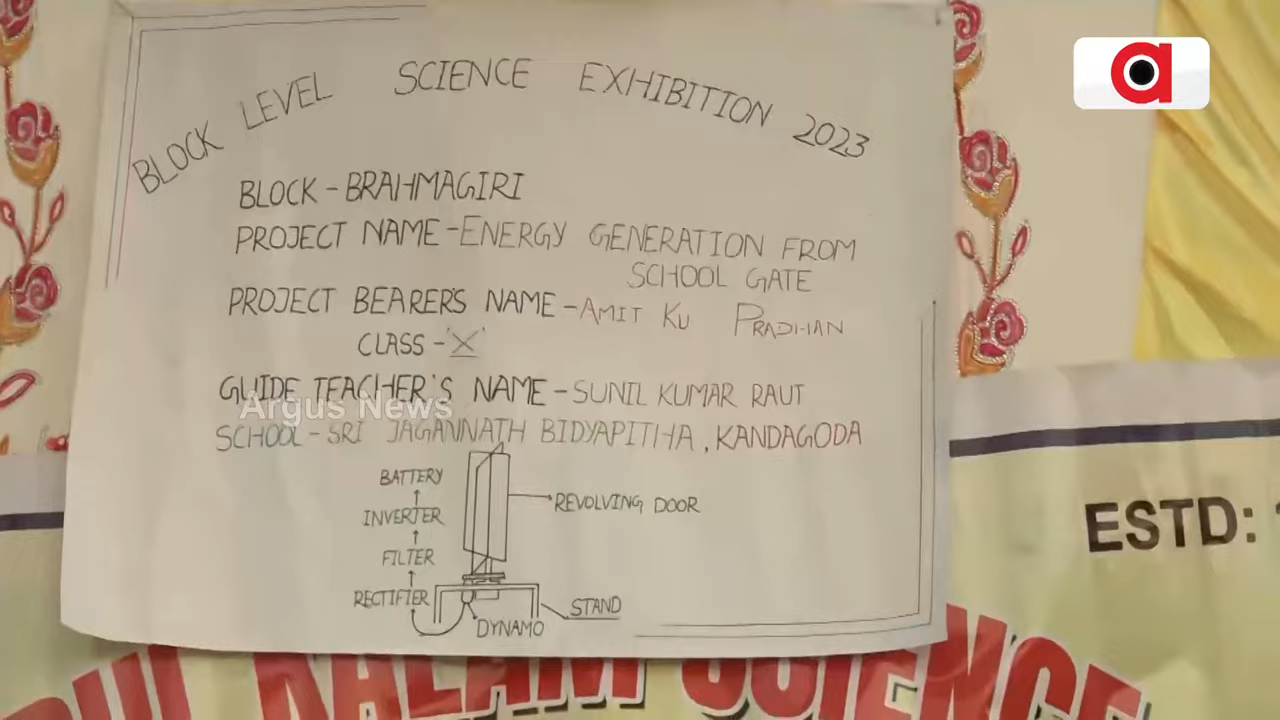 BLOCK LEVEL SCIENCE EXHIBITION 2023
BLOCK - BRAHMAGIRI
PROJECT NAME - ENERGY GENERATION FROM
SCHOOL GATE
PROJECT BEARER'S NAME - AMIT KU PRADHAN
CLASS - 'X'
GUIDE TEACHER'S NAME - SUNIL KUMAR RAUT
Argus News
SCHOOL - SRI JAGANNATH BIDYAPITHA, KANDAGODA
BATTERY
INVERTER
FILTER
RECTIFIER
REVOLVING DOOR
STAND
DYNAMO
ESTD:
KALAM SCIENCE
a